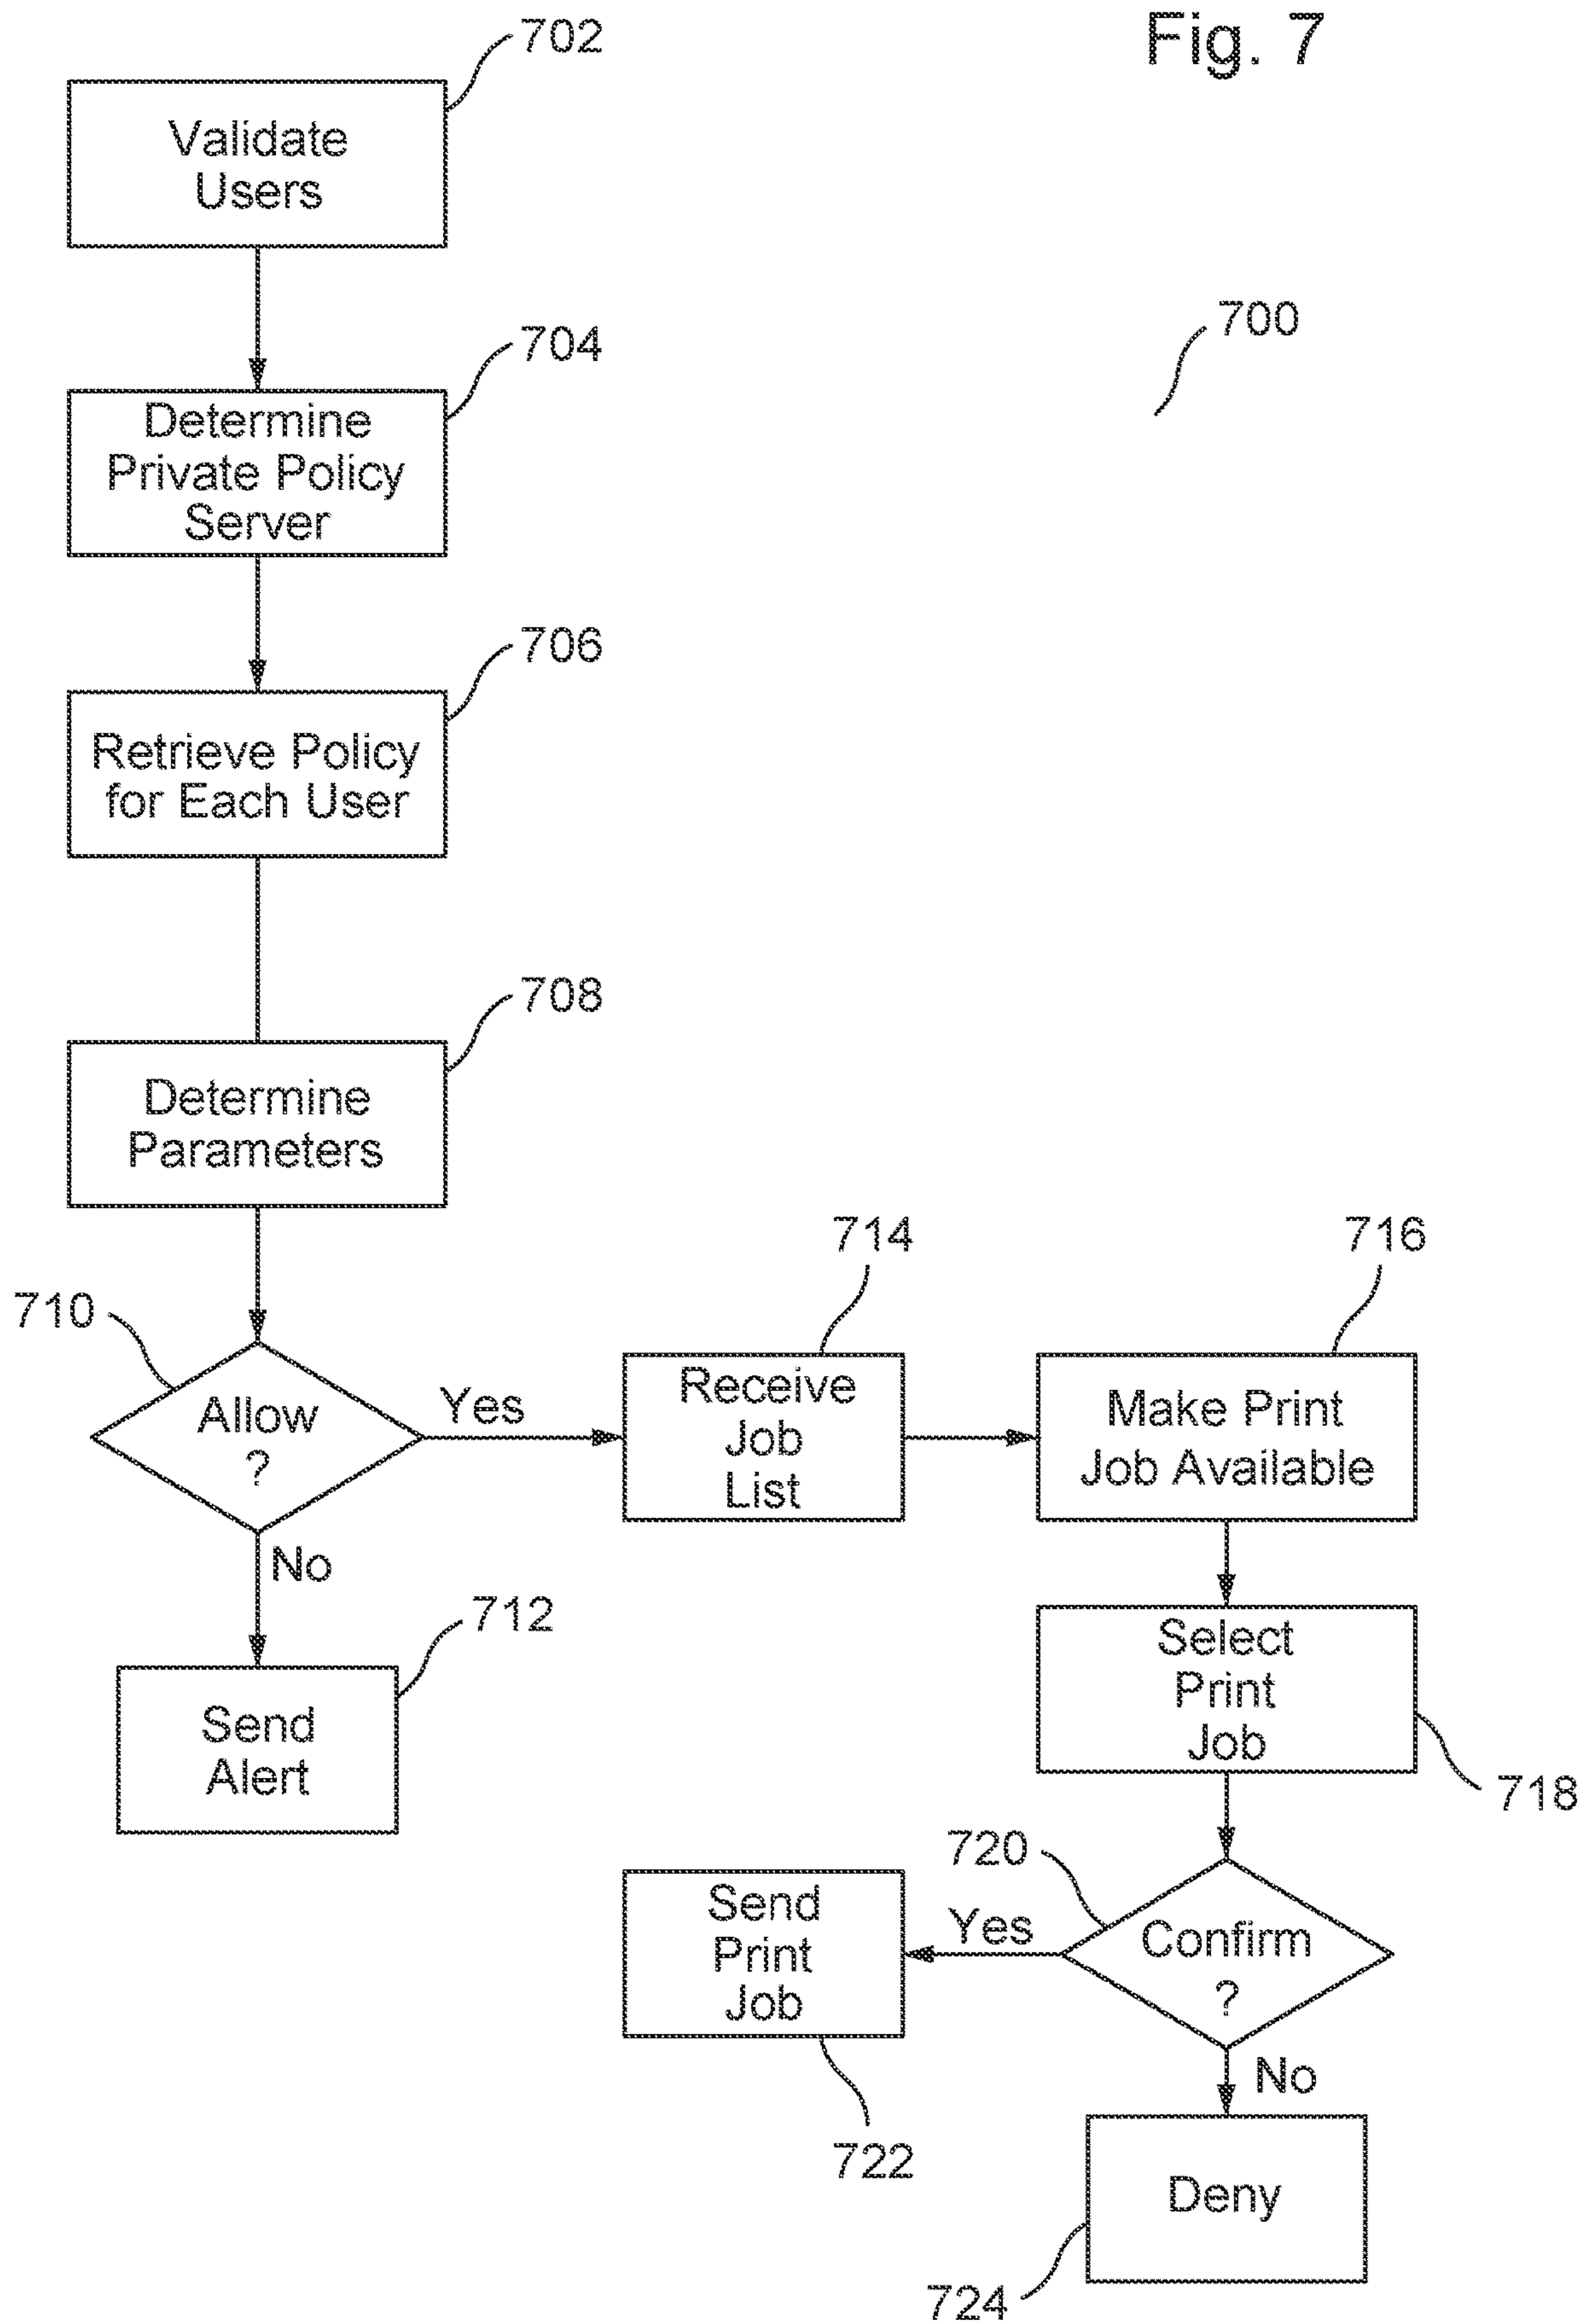 Fig. 7
702
Validate
Users
700
704
Determine
Private Policy
Server
706
Retrieve Policy
for Each User
708
Determine
Parameters
710
Allow
?
Yes
No
712
Send
Alert
714
Receive
Job
List
716
Make Print
Job Available
Select
Print
Job
718
720
Confirm
?
Yes
Send
Print
Job
722
No
Deny
724